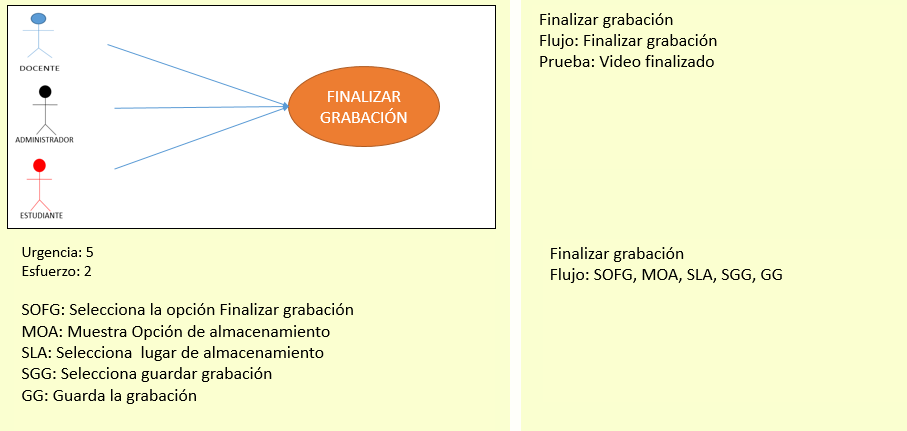 DOCENTE
ADMINISTRADOR
ESTUDIANTE
FINALIZAR
GRABACIÓN
Urgencia: 5
Esfuerzo: 2
SOFG: Selecciona la opción Finalizar grabación
MOA: Muestra Opción de almacenamiento
SLA: Selecciona lugar de almacenamiento
SGG: Selecciona guardar grabación
GG: Guarda la grabación
Finalizar grabación
Flujo: Finalizar grabación
Prueba: Video finalizado
Finalizar grabación
Flujo: SOFG, MOA, SLA, SGG, GG